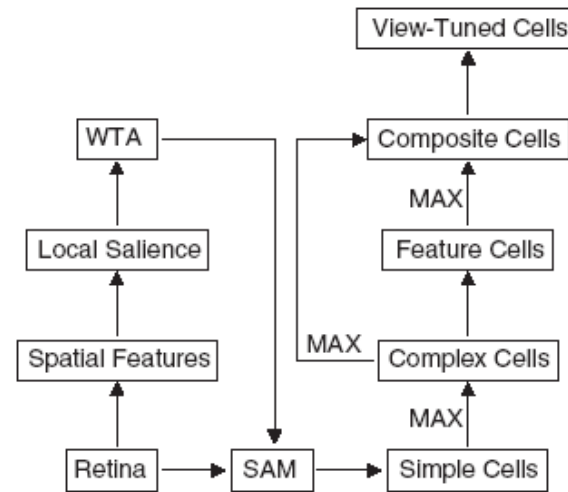 View-Tuned Cells
WTA
Composite Cells
MAX
Local Salience
Feature Cells
MAX
Spatial Features
Complex Cells
MAX
Retina
SAM
Simple Cells